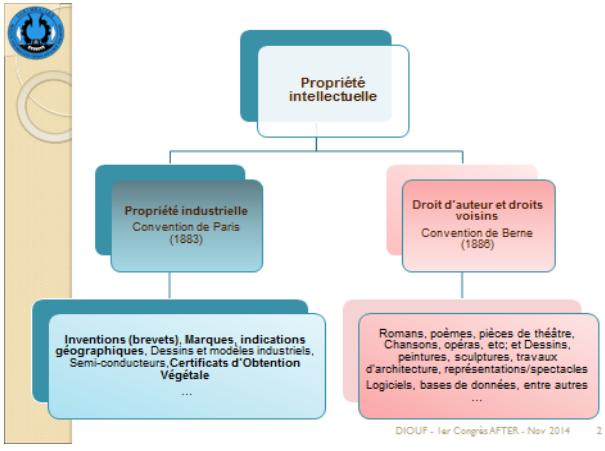 Propriété
intellectuelle
Propriété industrielle
Convention de Paris
(1883)
Droit d'auteur et droits
voisins
Convention de Berne
(1886)
Inventions (brevets), Marques, indications
géographiques, Dessins et modèles industriels,
Semi-conducteurs,Certificats d'Obtention
Végétale
...
Romans, poèmes, pièces de théâtre,
Chansons, opéras, etc; et Dessins,
peintures, sculptures, travaux
d'architecture, représentations/spectacles
Logiciels, bases de données, entre autres
...
DIOUF - 1er Congrès AFTER - Nov 2014 2